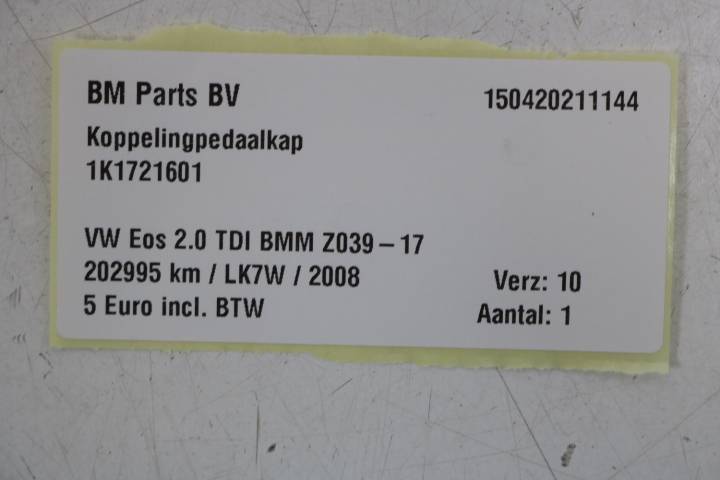 BM Parts BV 150420211144
Koppelingpedaalkap
1K1721601
VW Eos 2.0 TDI BMM Z039-17
202995 km / LK7W / 2008 Verz: 10
5 Euro incl. BTW Aantal: 1